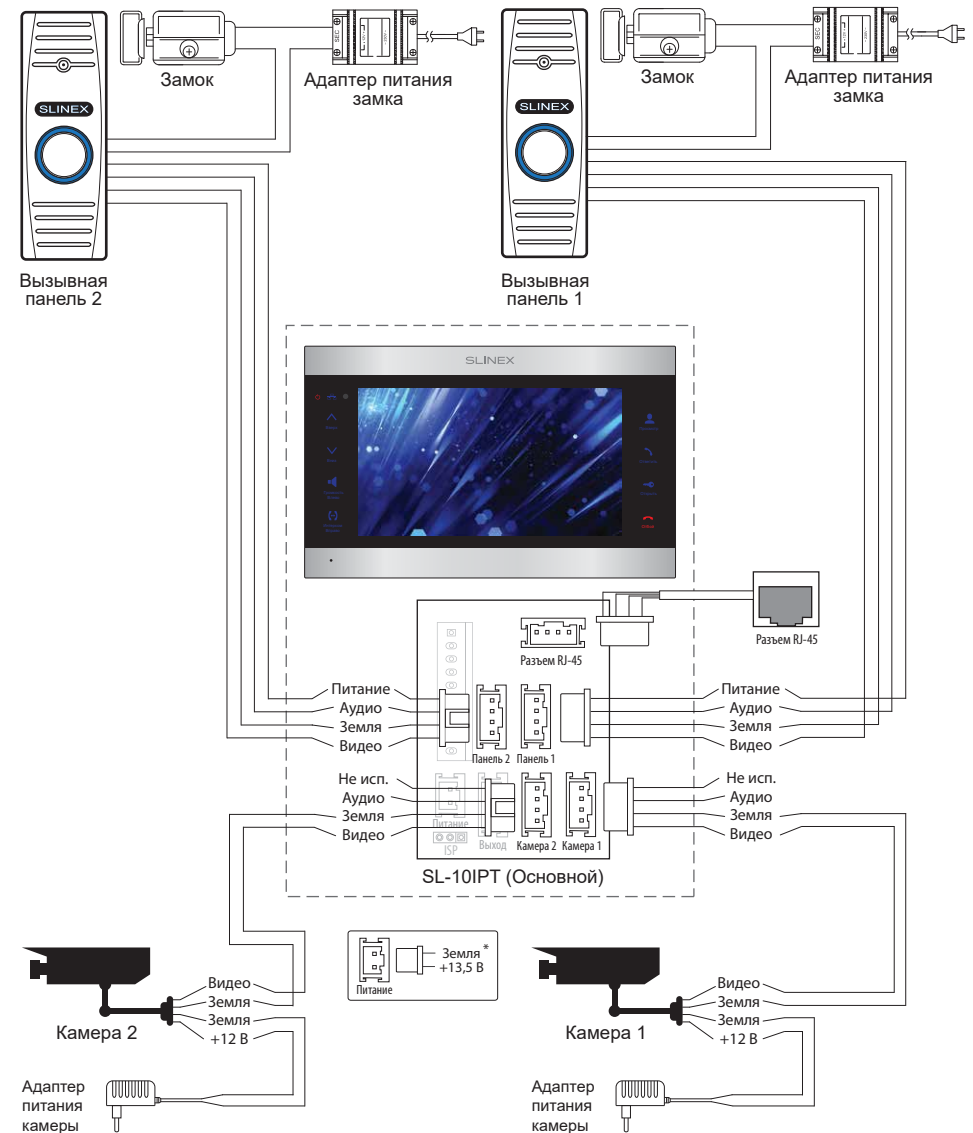 SEC
SEC
Замок
Адаптер питания
замка
Замок
Адаптер питания
замка
SLINEX
SLINEX
Вызывная
панель 2
Вызывная
панель 1
SLINEX
Разъем RJ-45
Разъем RJ-45
Питание
Аудио
Земля
Видео
Панель 2
Панель 1
Питание
Аудио
Земля
Видео
Не исп.
Аудио
Земля
Видео
Питание
ISP
Выход
Камера 2
Камера 1
Не исп.
Аудио
Земля
Видео
SL-10IPT (Основной)
Земля *
+13,5 В
Питание
Видео
Земля
Земля
+12 В
Камера 2
Видео
Земля
Земля
+12 В
Камера 1
Адаптер
питания
камеры
Адаптер
питания
камеры